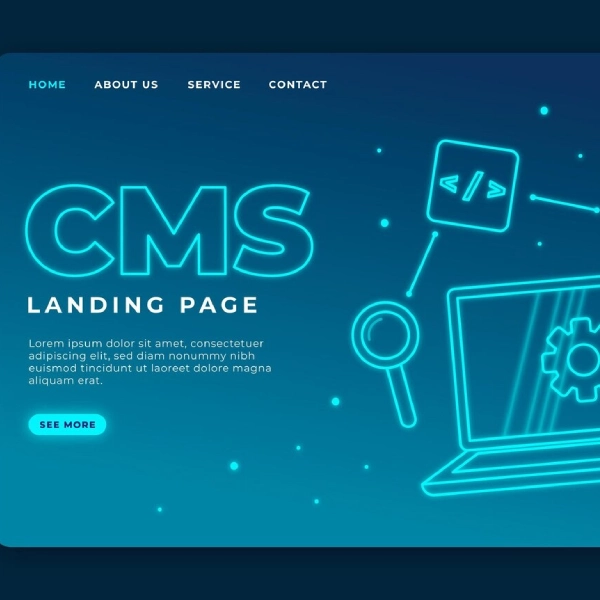 HOME ABOUT US SERVICE CONTACT
</>
CMS
LANDING PAGE
Lorem ipsum dolor sit amet, consectetuer
adipiscing elit, sed diam nonummy nibh
euismod tincidunt ut laoreet dolore magna
aliquam erat.
SEE MORE